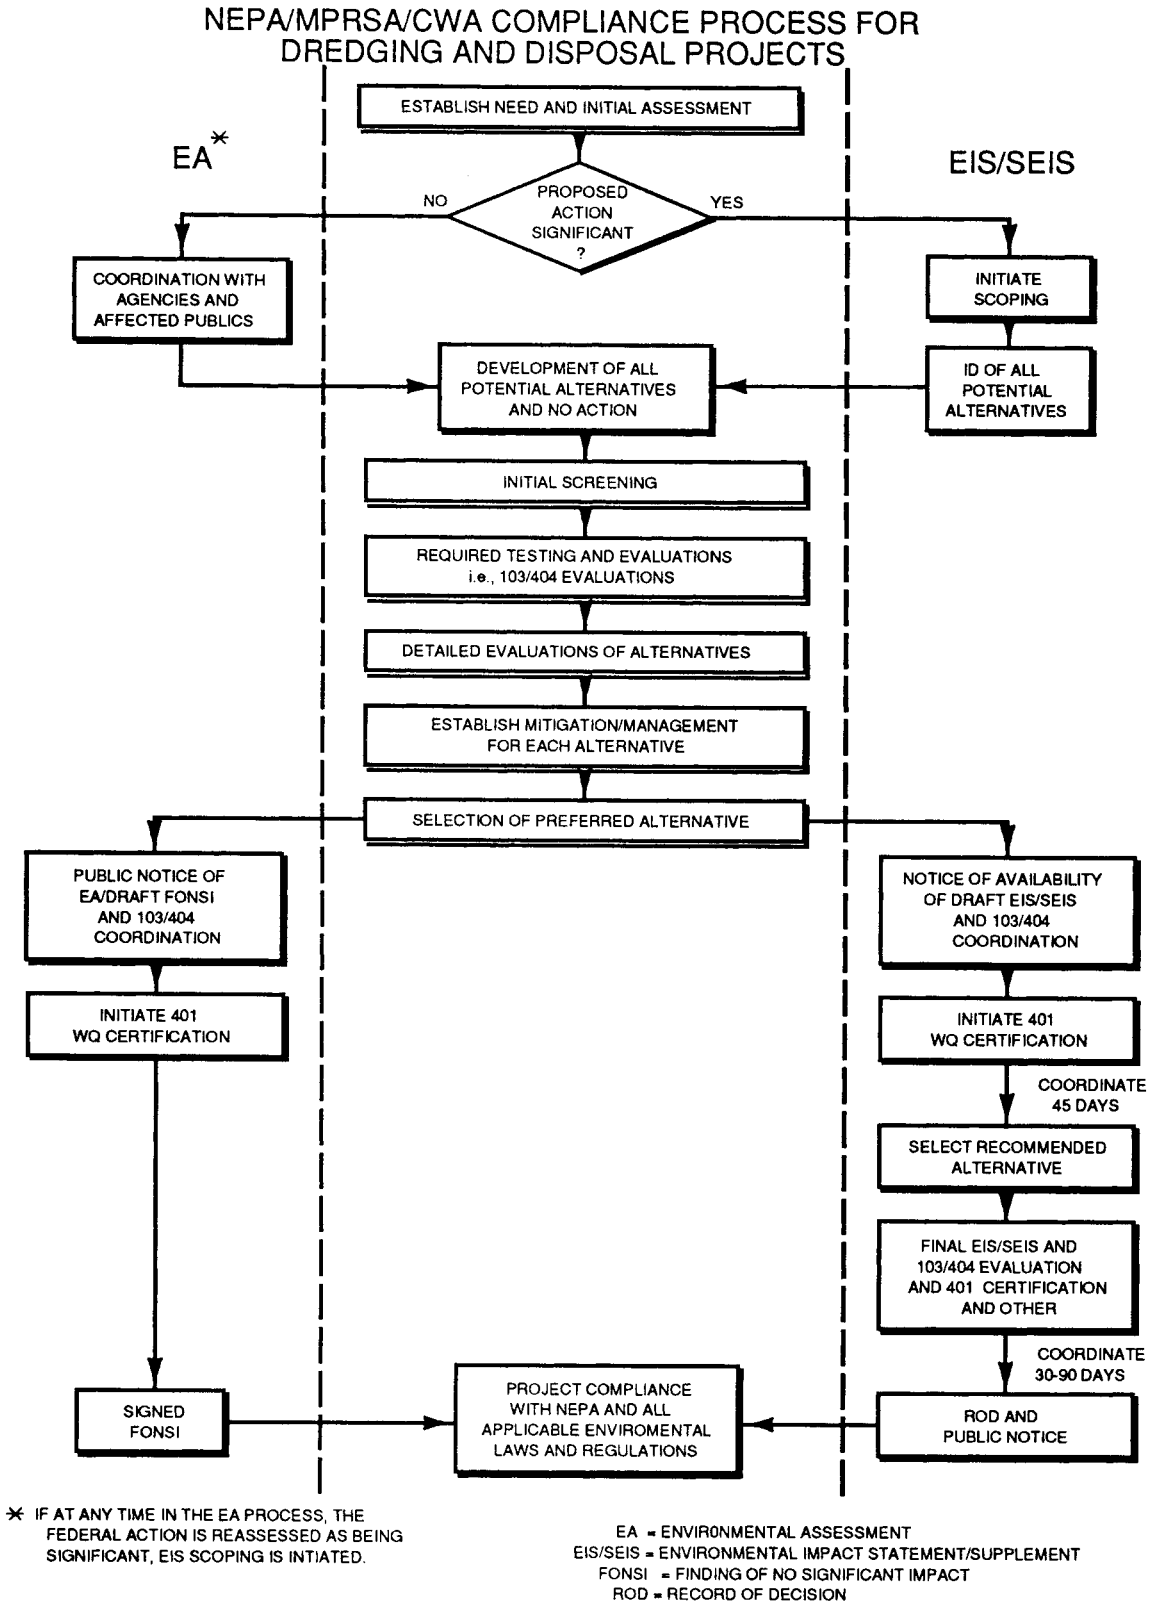 NEPA/MPRSA/CWA COMPLIANCE PROCESS FOR
DREDGING AND DISPOSAL PROJECTS
ESTABLISH NEED AND INITIAL ASSESSMENT
EA*
EIS/SEIS
NO
PROPOSED
ACTION
SIGNIFICANT
?
YES
COORDINATION WITH
AGENCIES AND
AFFECTED PUBLICS
INITIATE
SCOPING
DEVELOPMENT OF ALL
POTENTIAL ALTERNATIVES
AND NO ACTION
ID OF ALL
POTENTIAL
ALTERNATIVES
INITIAL SCREENING
REQUIRED TESTING AND EVALUATIONS
i.e., 103/404 EVALUATIONS
DETAILED EVALUATIONS OF ALTERNATIVES
ESTABLISH MITIGATION/MANAGEMENT
FOR EACH ALTERNATIVE
SELECTION OF PREFERRED ALTERNATIVE
PUBLIC NOTICE OF
EA/DRAFT FONSI
AND 103/404
COORDINATION
INITIATE 401
WQ CERTIFICATION
NOTICE OF AVAILABILITY
OF DRAFT EIS/SEIS
AND 103/404
COORDINATION
INITIATE 401
WQ CERTIFICATION
COORDINATE
45 DAYS
SELECT RECOMMENDED
ALTERNATIVE
FINAL EIS/SEIS AND
103/404 EVALUATION
AND 401 CERTIFICATION
AND OTHER
COORDINATE
30-90 DAYS
SIGNED
FONSI
PROJECT COMPLIANCE
WITH NEPA AND ALL
APPLICABLE ENVIROMENTAL
LAWS AND REGULATIONS
ROD AND
PUBLIC NOTICE
* IF AT ANY TIME IN THE EA PROCESS, THE
FEDERAL ACTION IS REASSESSED AS BEING
SIGNIFICANT, EIS SCOPING IS INTIATED.
EA = ENVIRONMENTAL ASSESSMENT
EIS/SEIS = ENVIRONMENTAL IMPACT STATEMENT/SUPPLEMENT
FONSI = FINDING OF NO SIGNIFICANT IMPACT
ROD = RECORD OF DECISION